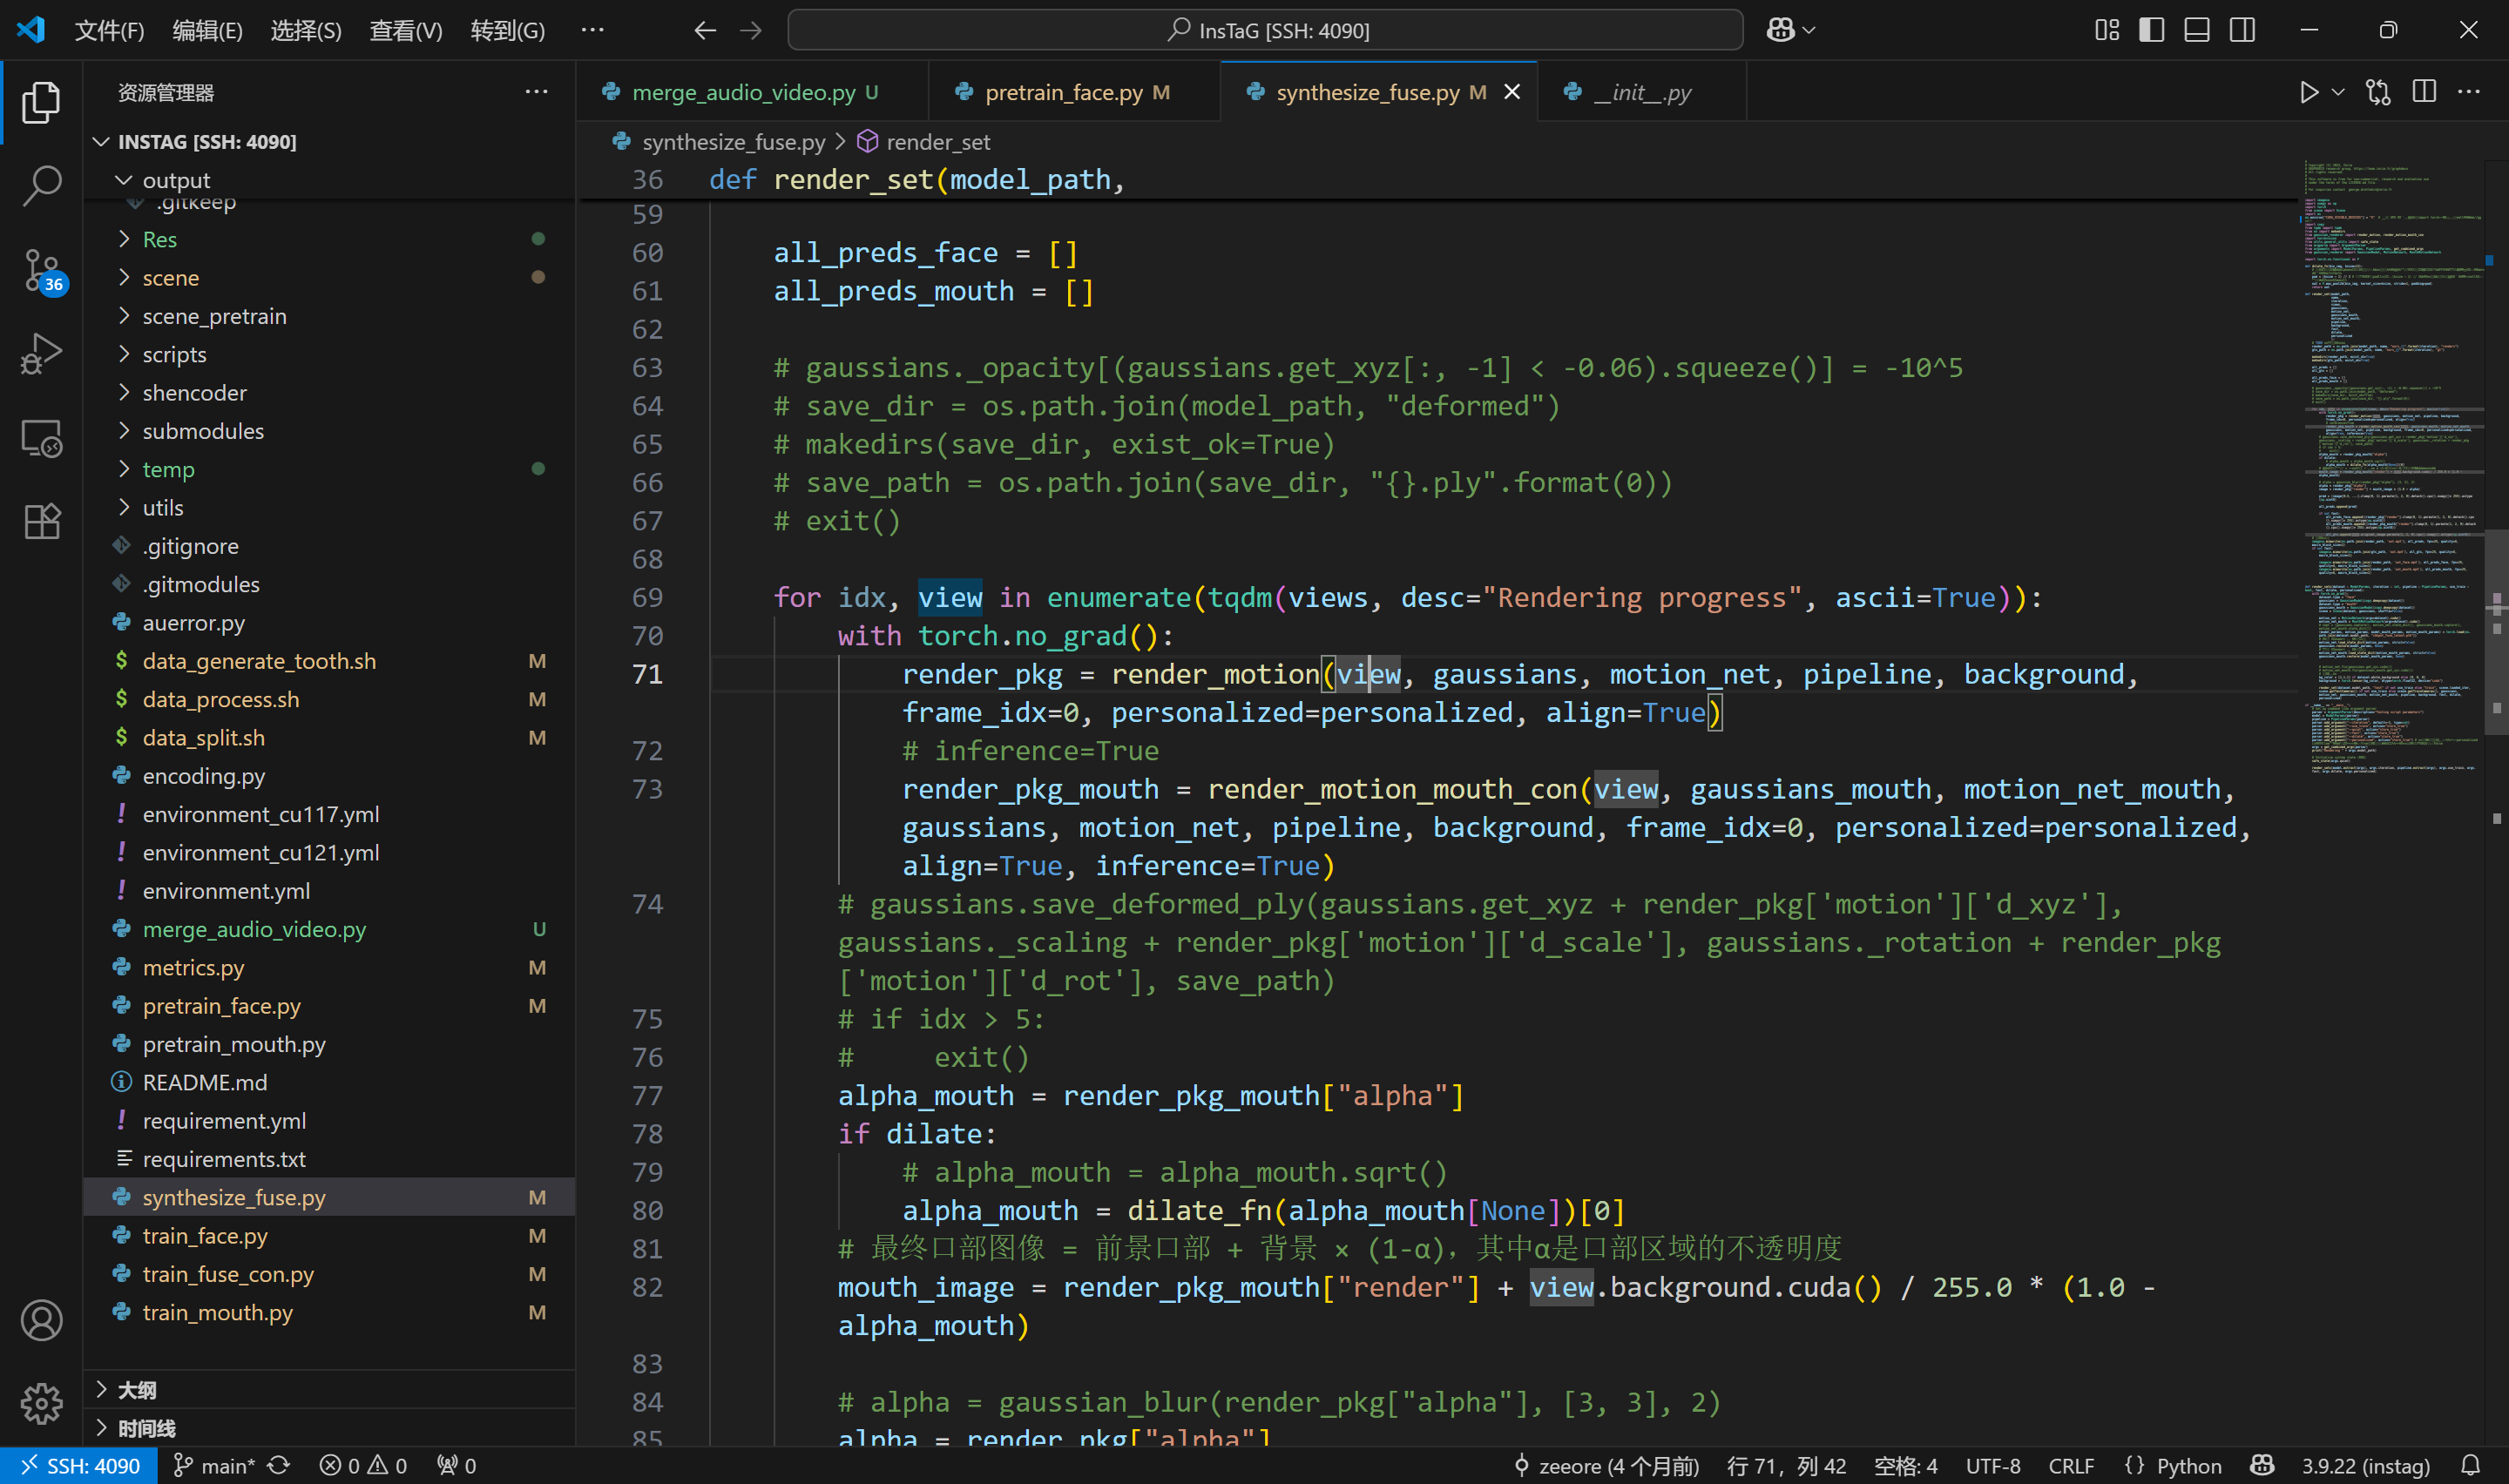 文件(F) 编辑(E) 选择(S) 查看(V) 转到(G) ··· InsTaG [SSH: 4090]
资源管理器 ···
INSTAG [SSH: 4090]
output
.gitkeep
Res
scene
scene_pretrain
scripts
shencoder
submodules
temp
utils
.gitignore
.gitmodules
auerror.py
data_generate_tooth.sh M
data_process.sh M
data_split.sh M
encoding.py
environment_cu117.yml
environment_cu121.yml
environment.yml
merge_audio_video.py U
metrics.py M
pretrain_face.py M
pretrain_mouth.py
README.md
requirement.yml
requirements.txt
synthesize_fuse.py M
train_face.py M
train_fuse_con.py M
train_mouth.py M
大纲
时间线
36
merge_audio_video.py U pretrain_face.py M synthesize_fuse.py M __init__.py
synthesize_fuse.py > render_set
36 def render_set(model_path,
59
60 all_preds_face = []
61 all_preds_mouth = []
62
63 # gaussians._opacity[(gaussians.get_xyz[:, -1] < -0.06).squeeze()] = -10^5
64 # save_dir = os.path.join(model_path, "deformed")
65 # makedirs(save_dir, exist_ok=True)
66 # save_path = os.path.join(save_dir, "{}.ply".format(0))
67 # exit()
68
69 for idx, view in enumerate(tqdm(views, desc="Rendering progress", ascii=True)):
70 with torch.no_grad():
71 render_pkg = render_motion(view, gaussians, motion_net, pipeline, background,
frame_idx=0, personalized=personalized, align=True)
72 # inference=True
73 render_pkg_mouth = render_motion_mouth_con(view, gaussians_mouth, motion_net_mouth,
gaussians, motion_net, pipeline, background, frame_idx=0, personalized=personalized,
align=True, inference=True)
74 # gaussians.save_deformed_ply(gaussians.get_xyz + render_pkg['motion']['d_xyz'],
gaussians._scaling + render_pkg['motion']['d_scale'], gaussians._rotation + render_pkg
['motion']['d_rot'], save_path)
75 # if idx > 5:
76 # exit()
77 alpha_mouth = render_pkg_mouth["alpha"]
78 if dilate:
79 # alpha_mouth = alpha_mouth.sqrt()
80 alpha_mouth = dilate_fn(alpha_mouth[None])[0]
81 # 最终口部图像 = 前景口部 + 背景 × (1-α)，其中α是口部区域的不透明度
82 mouth_image = render_pkg_mouth["render"] + view.background.cuda() / 255.0 * (1.0 -
alpha_mouth)
83
84 # alpha = gaussian_blur(render_pkg["alpha"], [3, 3], 2)
85 alpha = render_pkg["alpha"]
SSH: 4090 main* 0 0 0 zeeore (4 个月前) 行 71，列 42 空格: 4 UTF-8 CRLF {} Python 3.9.22 (instag)